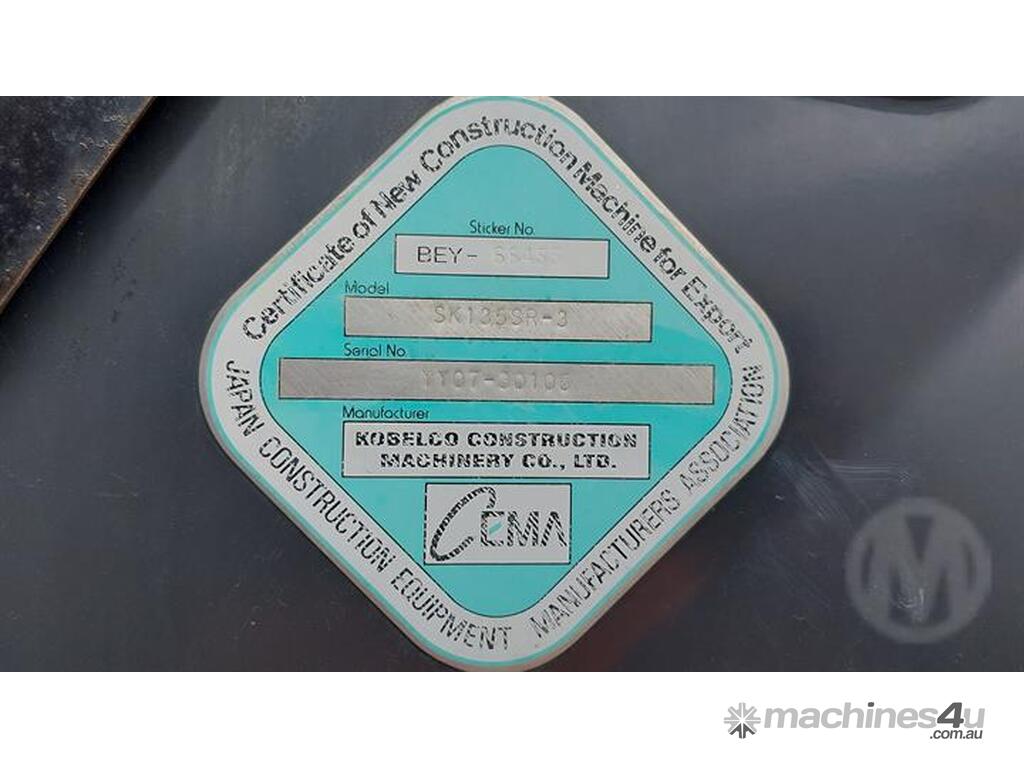 Certificate of New Construction Machine for Export
Sticker No.
BEY-
Model
SK135SR-3
Serial No.
Manufacturer
KOBELCO CONSTRUCTION
MACHINERY CO., LTD.
CEMA
JAPAN CONSTRUCTION EQUIPMENT MANUFACTURERS ASSOCIATION
M
machines4u
.com.au